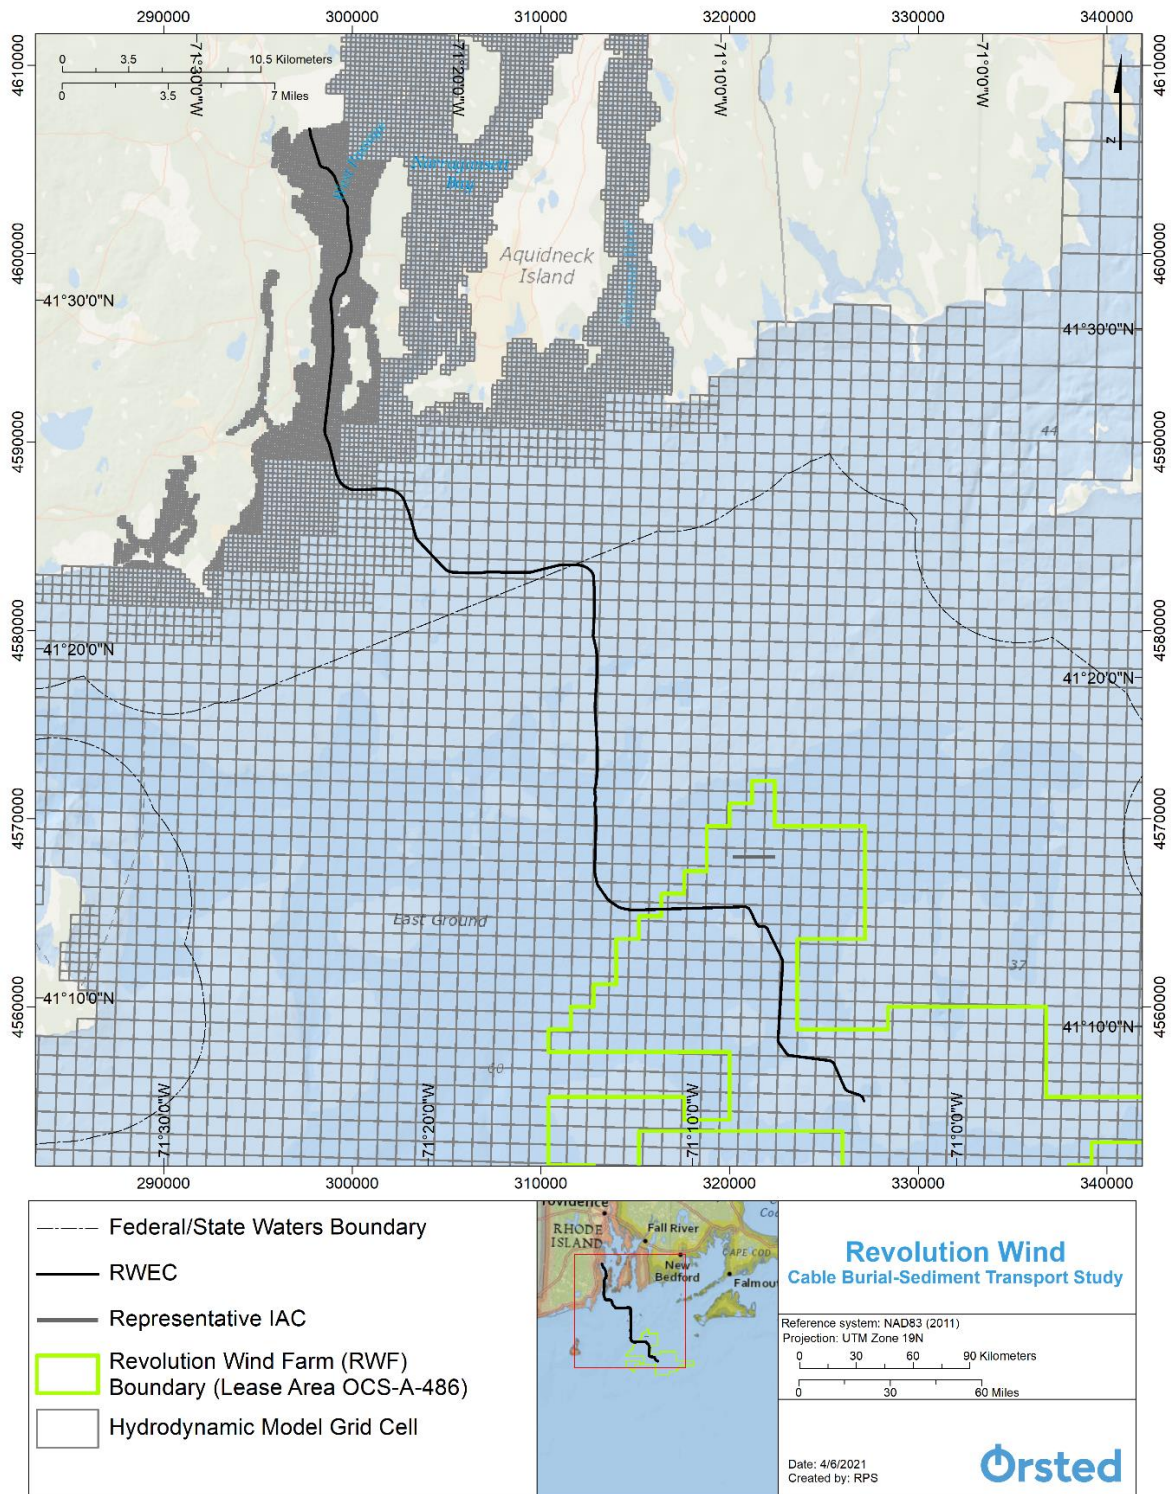 290000 300000 310000 320000 330000 340000
4610000 4610000
0 3.5 7 10.5 Kilometers
0 3.5 7 Miles
71°30'0"W 71°20'0"W 71°10'0"W 71°0'0"W
N
Narragansett
Bay
4600000 4600000
Aquidneck
Island
41°30'0"N 41°30'0"N
4590000 4590000
44
4580000 4580000
41°20'0"N 41°20'0"N
4570000 4570000
East Ground
37
41°10'0"N 41°10'0"N
4560000 4560000
60
71°30'0"W 71°20'0"W 71°10'0"W 71°0'0"W
290000 300000 310000 320000 330000 340000
Federal/State Waters Boundary
RWEC
Representative IAC
Revolution Wind Farm (RWF)
Boundary (Lease Area OCS-A-486)
Hydrodynamic Model Grid Cell
RHODE
ISLAND
Fall River
New
Bedford
CAPE COD
Revolution Wind
Cable Burial-Sediment Transport Study
Reference system: NAD83 (2011)
Projection: UTM Zone 19N
0 30 60 90 Kilometers
0 30 60 Miles
Date: 4/6/2021
Created by: RPS
Ørsted